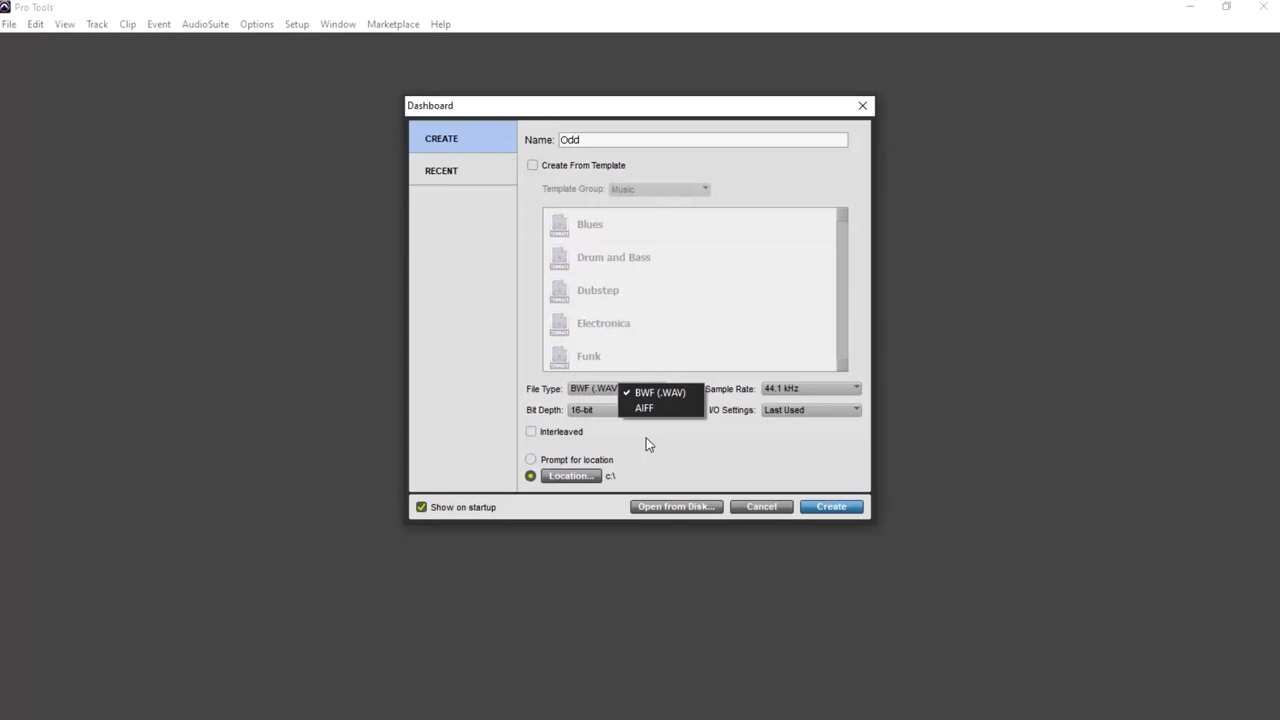 Pro Tools
File Edit View Track Clip Event AudioSuite Options Setup Window Marketplace Help
Dashboard
CREATE
RECENT
Name: Odd
Create From Template
Template Group: Music
Blues
Drum and Bass
Dubstep
Electronica
Funk
File Type: BWF (.WAV) Sample Rate: 44.1 kHz
BWF (.WAV)
AIFF
Bit Depth: 16-bit I/O Settings: Last Used
Interleaved
Prompt for location
Location... c:\
Show on startup Open from Disk... Cancel Create